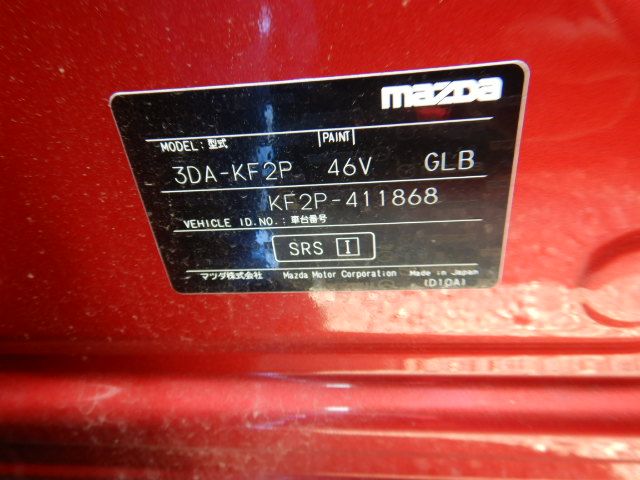 mazda
MODEL: 型式 PAINT
3DA-KF2P 46V GLB
KF2P-411868
VEHICLE ID.NO.: 車台番号
SRS I
マツダ株式会社 Mazda Motor Corporation Made in Japan
(D10A)